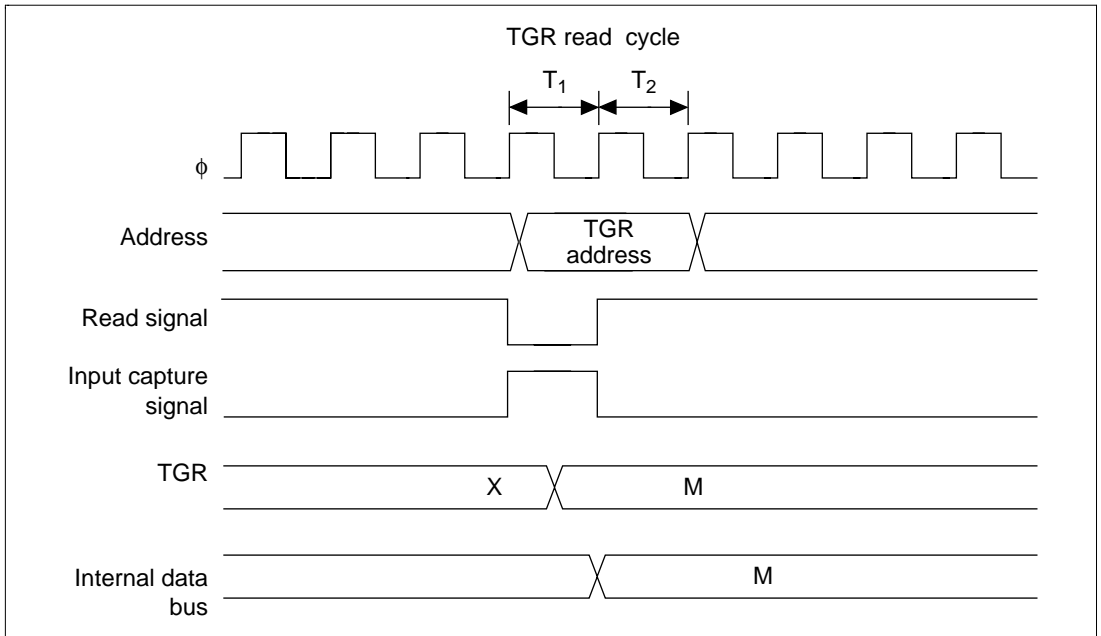 TGR read cycle
T1 T2
ϕ
Address
TGR
address
Read signal
Input capture
signal
TGR
X M
Internal data
bus
M